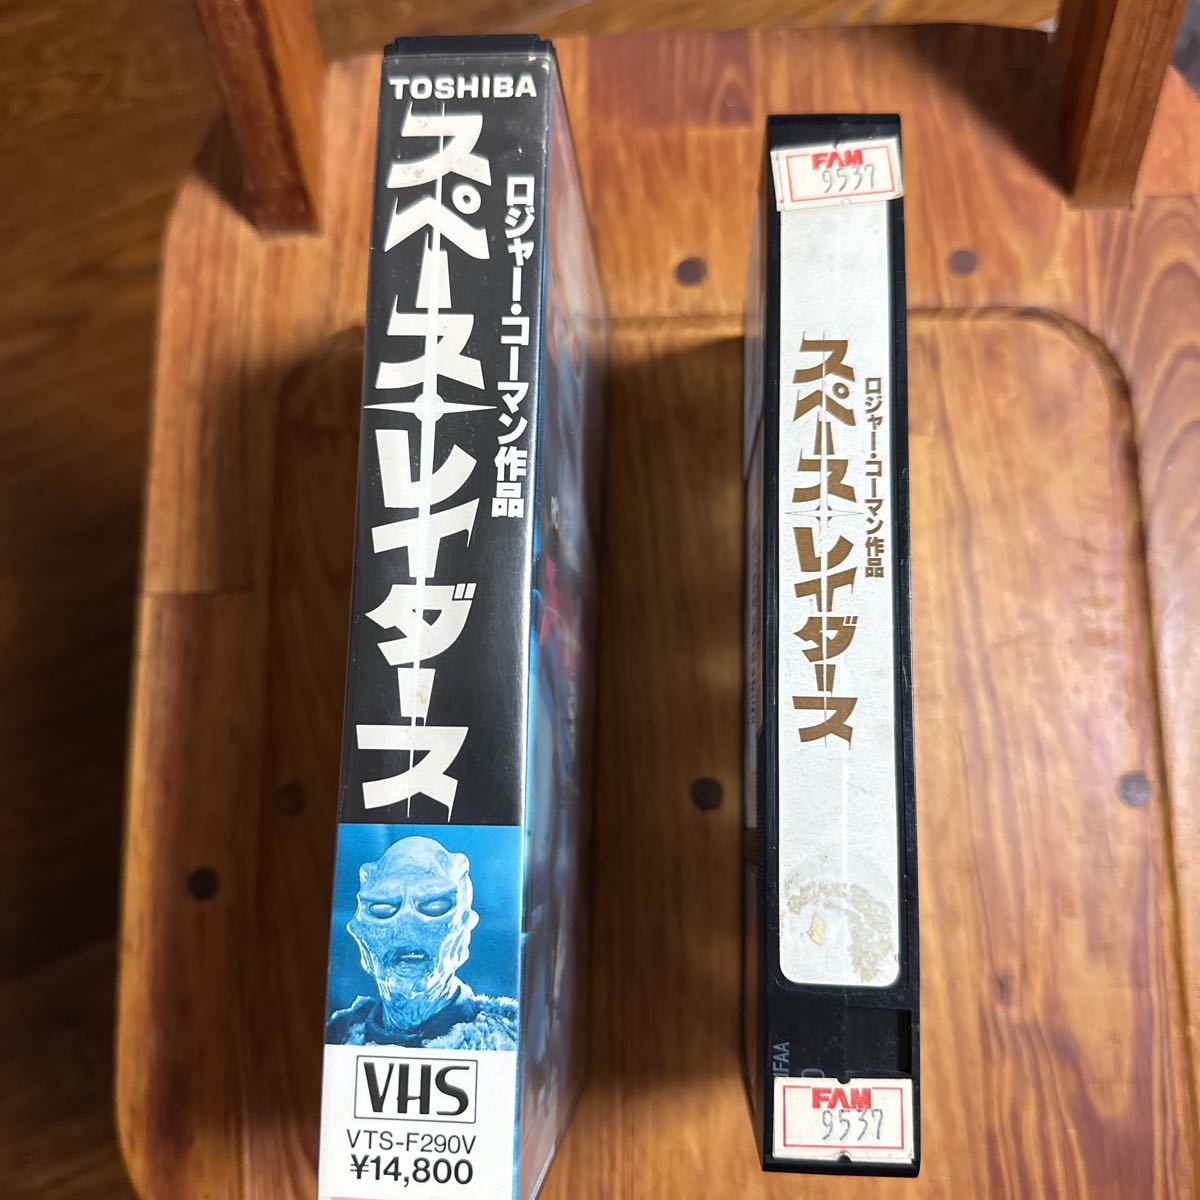 TOSHIBA
ロジャー・コーマン作品
スペース・レイダース
VHS
VTS-F290V
¥14,800
FAM
9537
ロジャー・コーマン作品
スペース・レイダース
FAM
9537